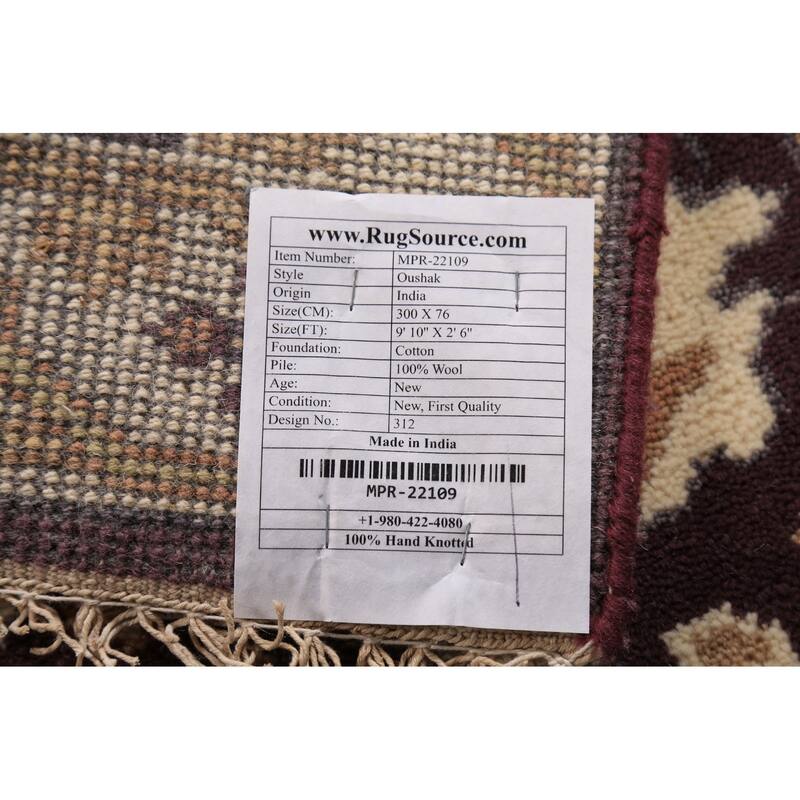 www.RugSource.com
Item Number: MPR-22109
Style Oushak
Origin India
Size(CM): 300 X 76
Size(FT): 9' 10" X 2' 6"
Foundation: Cotton
Pile: 100% Wool
Age: New
Condition: New, First Quality
Design No.: 312
Made in India
MPR-22109
+1-980-422-4080
100% Hand Knotted